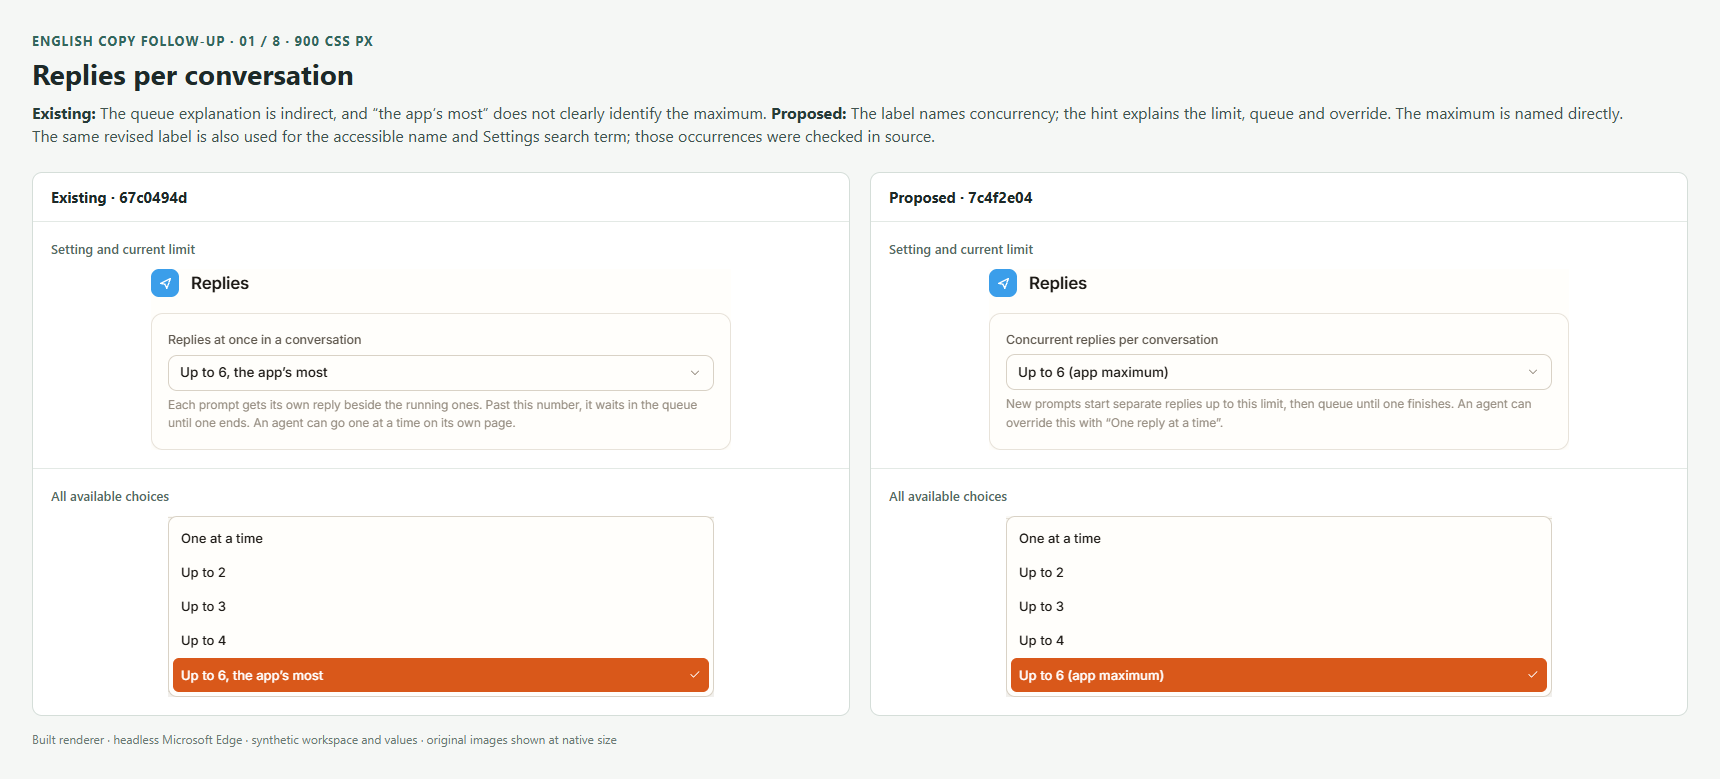 ENGLISH COPY FOLLOW-UP · 01 / 8 · 900 CSS PX
Replies per conversation
Existing: The queue explanation is indirect, and “the app’s most” does not clearly identify the maximum. Proposed: The label names concurrency; the hint explains the limit, queue and override. The maximum is named directly.
The same revised label is also used for the accessible name and Settings search term; those occurrences were checked in source.
Existing · 67c0494d
Setting and current limit
Replies
Replies at once in a conversation
Up to 6, the app’s most
Each prompt gets its own reply beside the running ones. Past this number, it waits in the queue
until one ends. An agent can go one at a time on its own page.
All available choices
One at a time
Up to 2
Up to 3
Up to 4
Up to 6, the app’s most
Proposed · 7c4f2e04
Setting and current limit
Replies
Concurrent replies per conversation
Up to 6 (app maximum)
New prompts start separate replies up to this limit, then queue until one finishes. An agent can
override this with “One reply at a time”.
All available choices
One at a time
Up to 2
Up to 3
Up to 4
Up to 6 (app maximum)
Built renderer · headless Microsoft Edge · synthetic workspace and values · original images shown at native size